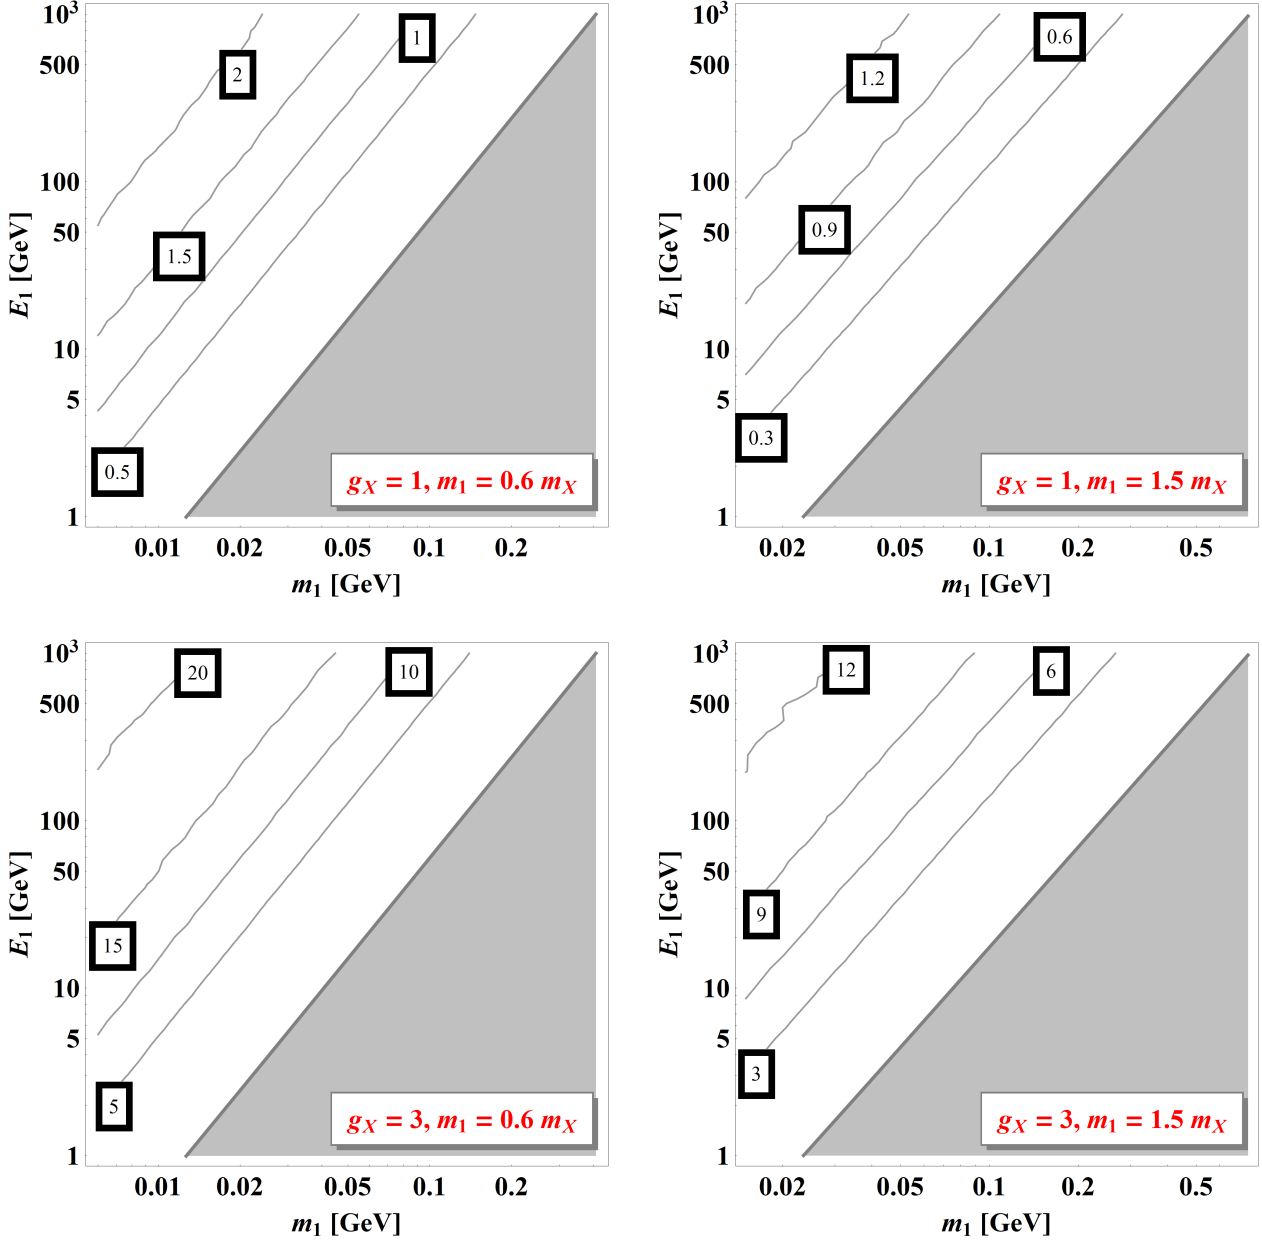 10³
500
100
50
10
5
1
E₁ [GeV]
2
1
1.5
0.5
g_X = 1, m₁ = 0.6 m_X
0.01 0.02 0.05 0.1 0.2
m₁ [GeV]
10³
500
100
50
10
5
1
E₁ [GeV]
0.6
1.2
0.9
0.3
g_X = 1, m₁ = 1.5 m_X
0.02 0.05 0.1 0.2 0.5
m₁ [GeV]
10³
500
100
50
10
5
1
E₁ [GeV]
20
10
15
5
g_X = 3, m₁ = 0.6 m_X
0.01 0.02 0.05 0.1 0.2
m₁ [GeV]
10³
500
100
50
10
5
1
E₁ [GeV]
12
6
9
3
g_X = 3, m₁ = 1.5 m_X
0.02 0.05 0.1 0.2 0.5
m₁ [GeV]